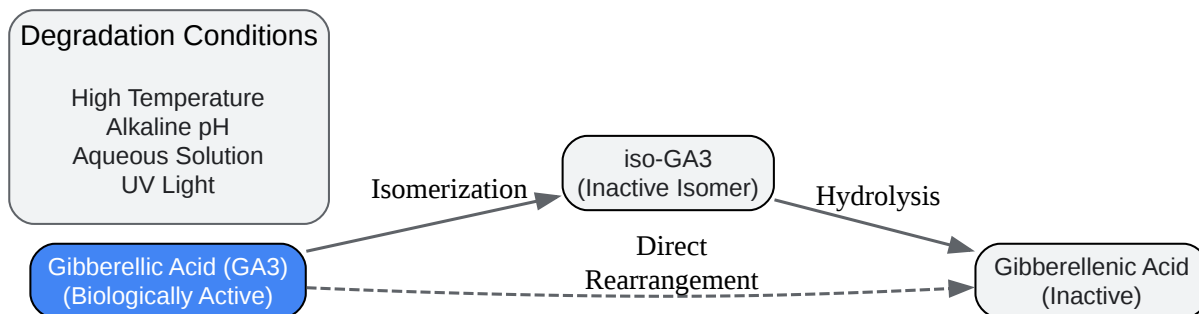 Degradation Conditions
High Temperature
Alkaline pH
Aqueous Solution
UV Light
iso-GA3
(Inactive Isomer)
Isomerization
Hydrolysis
Direct
Rearrangement
Gibberellic Acid (GA3)
(Biologically Active)
Gibberellenic Acid
(Inactive)